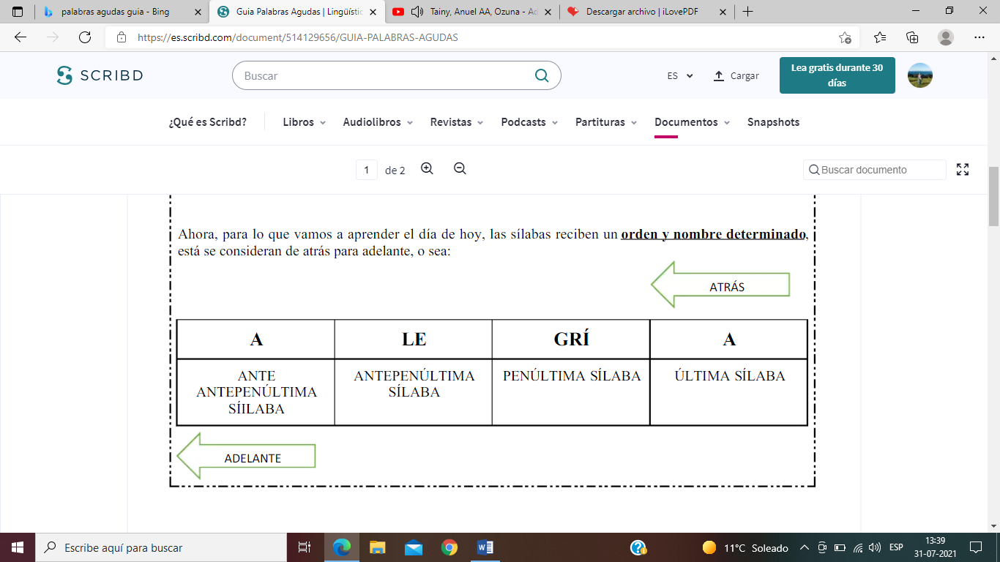 palabras agudas guia - Bing
Guia Palabras Agudas | Lingüístic
Tainy, Anuel AA, Ozuna - Ad
Descargar archivo | iLovePDF
https://es.scribd.com/document/514129656/GUIA-PALABRAS-AGUDAS
SCRIBD
Buscar
ES
Cargar
Lea gratis durante 30
días
¿Qué es Scribd?
Libros
Audiolibros
Revistas
Podcasts
Partituras
Documentos
Snapshots
1 de 2
Buscar documento
Ahora, para lo que vamos a aprender el día de hoy, las sílabas reciben un orden y nombre determinado,
está se consideran de atrás para adelante, o sea:
ATRÁS
A LE GRÍ A
ANTE
ANTEPENÚLTIMA
SÍILABA
ANTEPENÚLTIMA
SÍLABA
PENÚLTIMA SÍLABA
ÚLTIMA SÍLABA
ADELANTE
Escribe aquí para buscar
11°C Soleado
ESP
13:39
31-07-2021